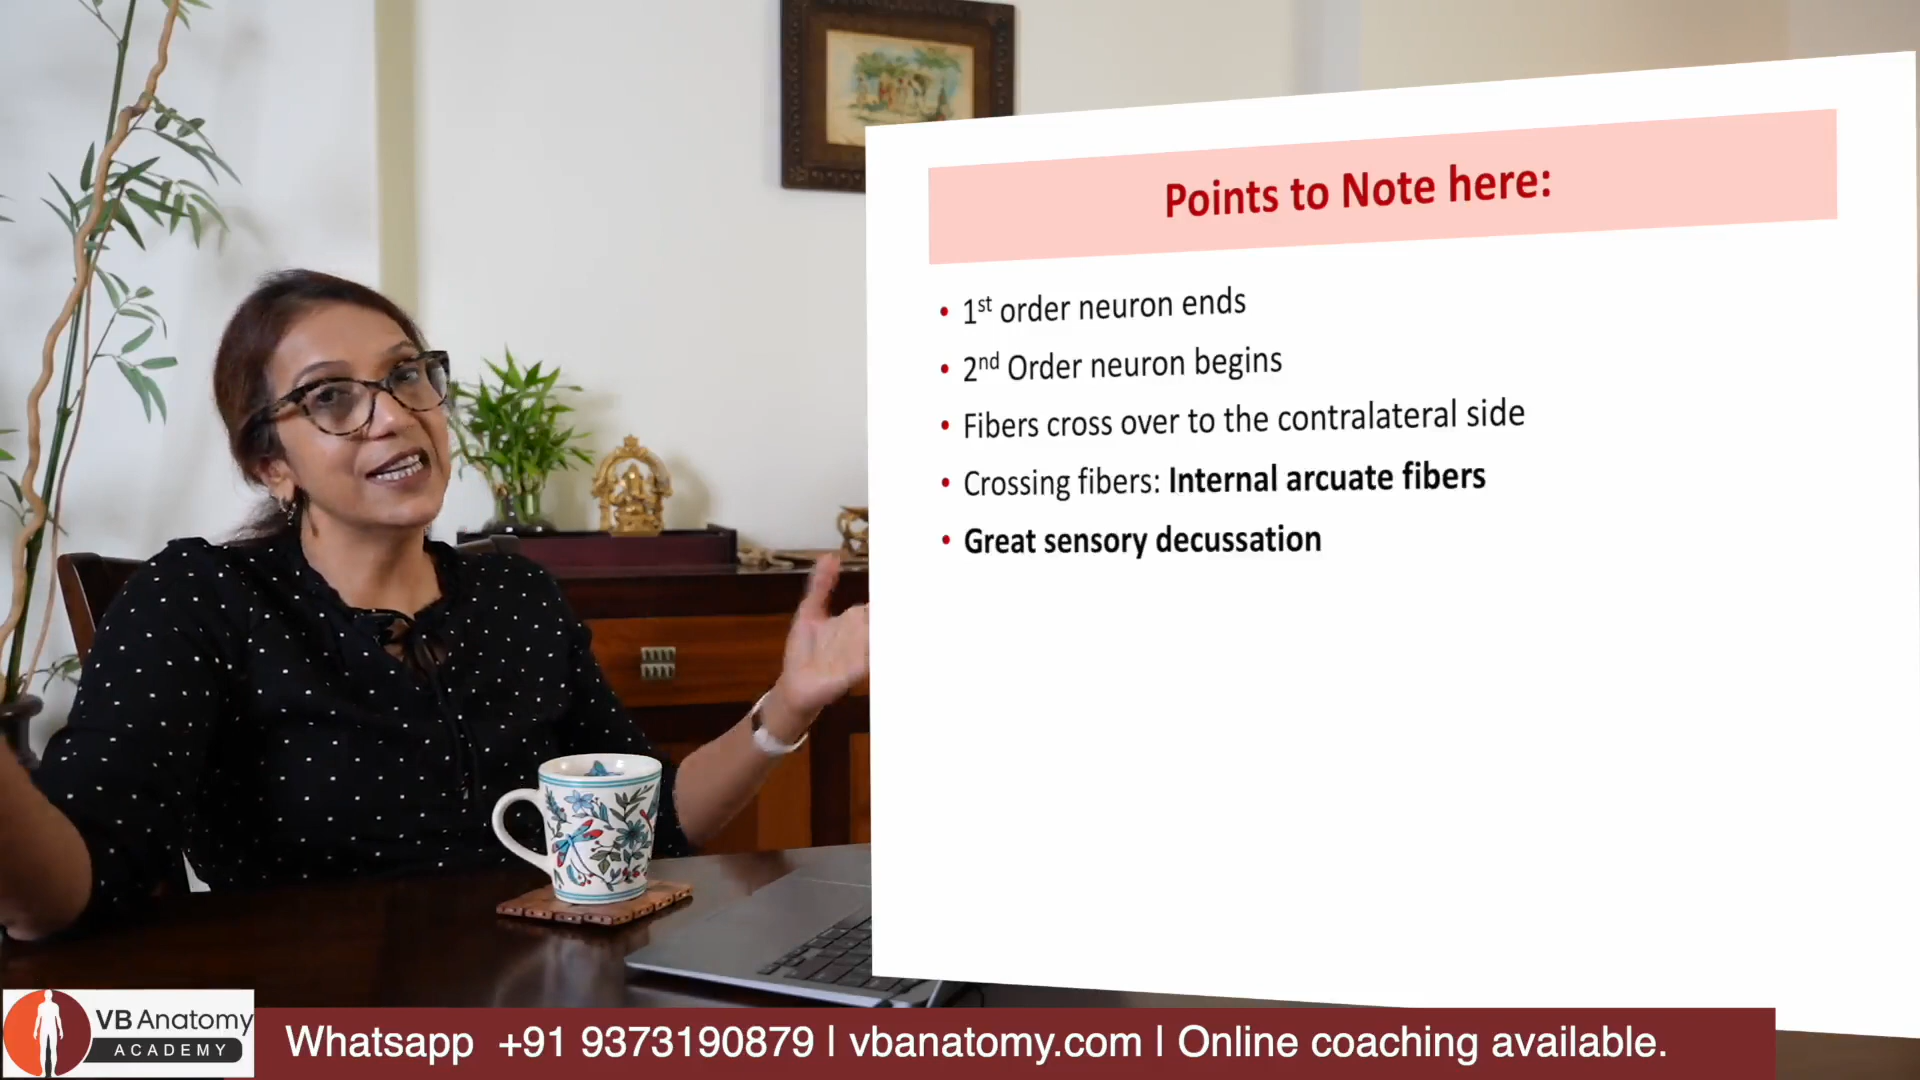 Points to Note here:
• 1st order neuron ends
• 2nd Order neuron begins
• Fibers cross over to the contralateral side
• Crossing fibers: Internal arcuate fibers
• Great sensory decussation
VB Anatomy
ACADEMY
Whatsapp +91 9373190879 | vbanatomy.com | Online coaching available.